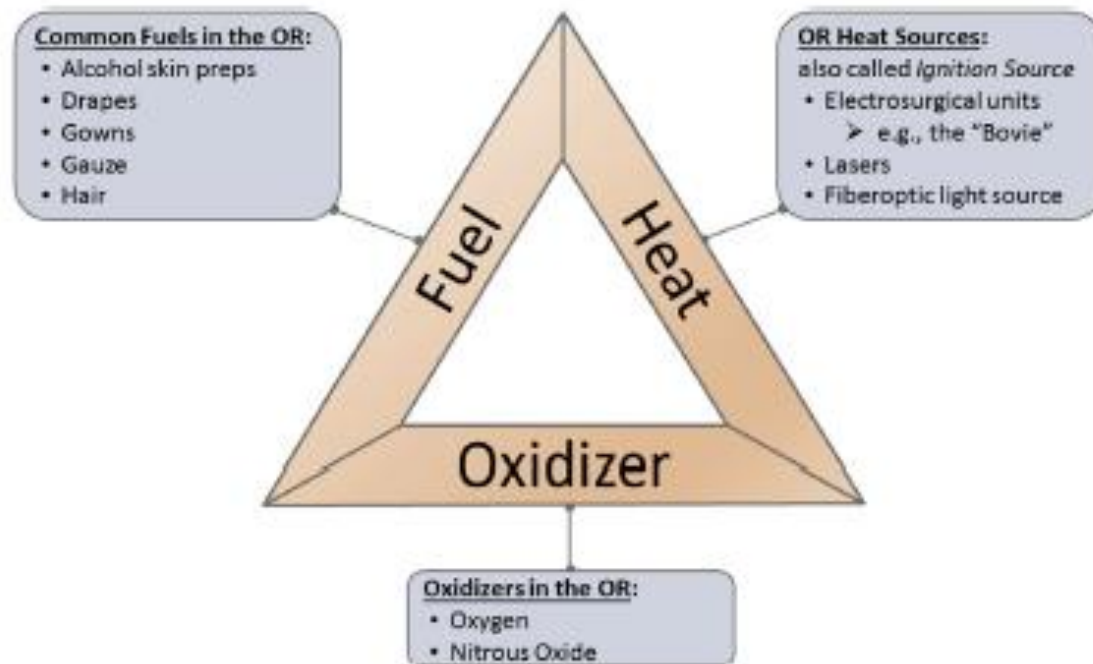 Common Fuels in the OR:
• Alcohol skin preps
• Drapes
• Gowns
• Gauze
• Hair
OR Heat Sources:
also called Ignition Source
• Electrosurgical units
➢ e.g., the “Bovie”
• Lasers
• Fiberoptic light source
Fuel
Heat
Oxidizer
Oxidizers in the OR:
• Oxygen
• Nitrous Oxide